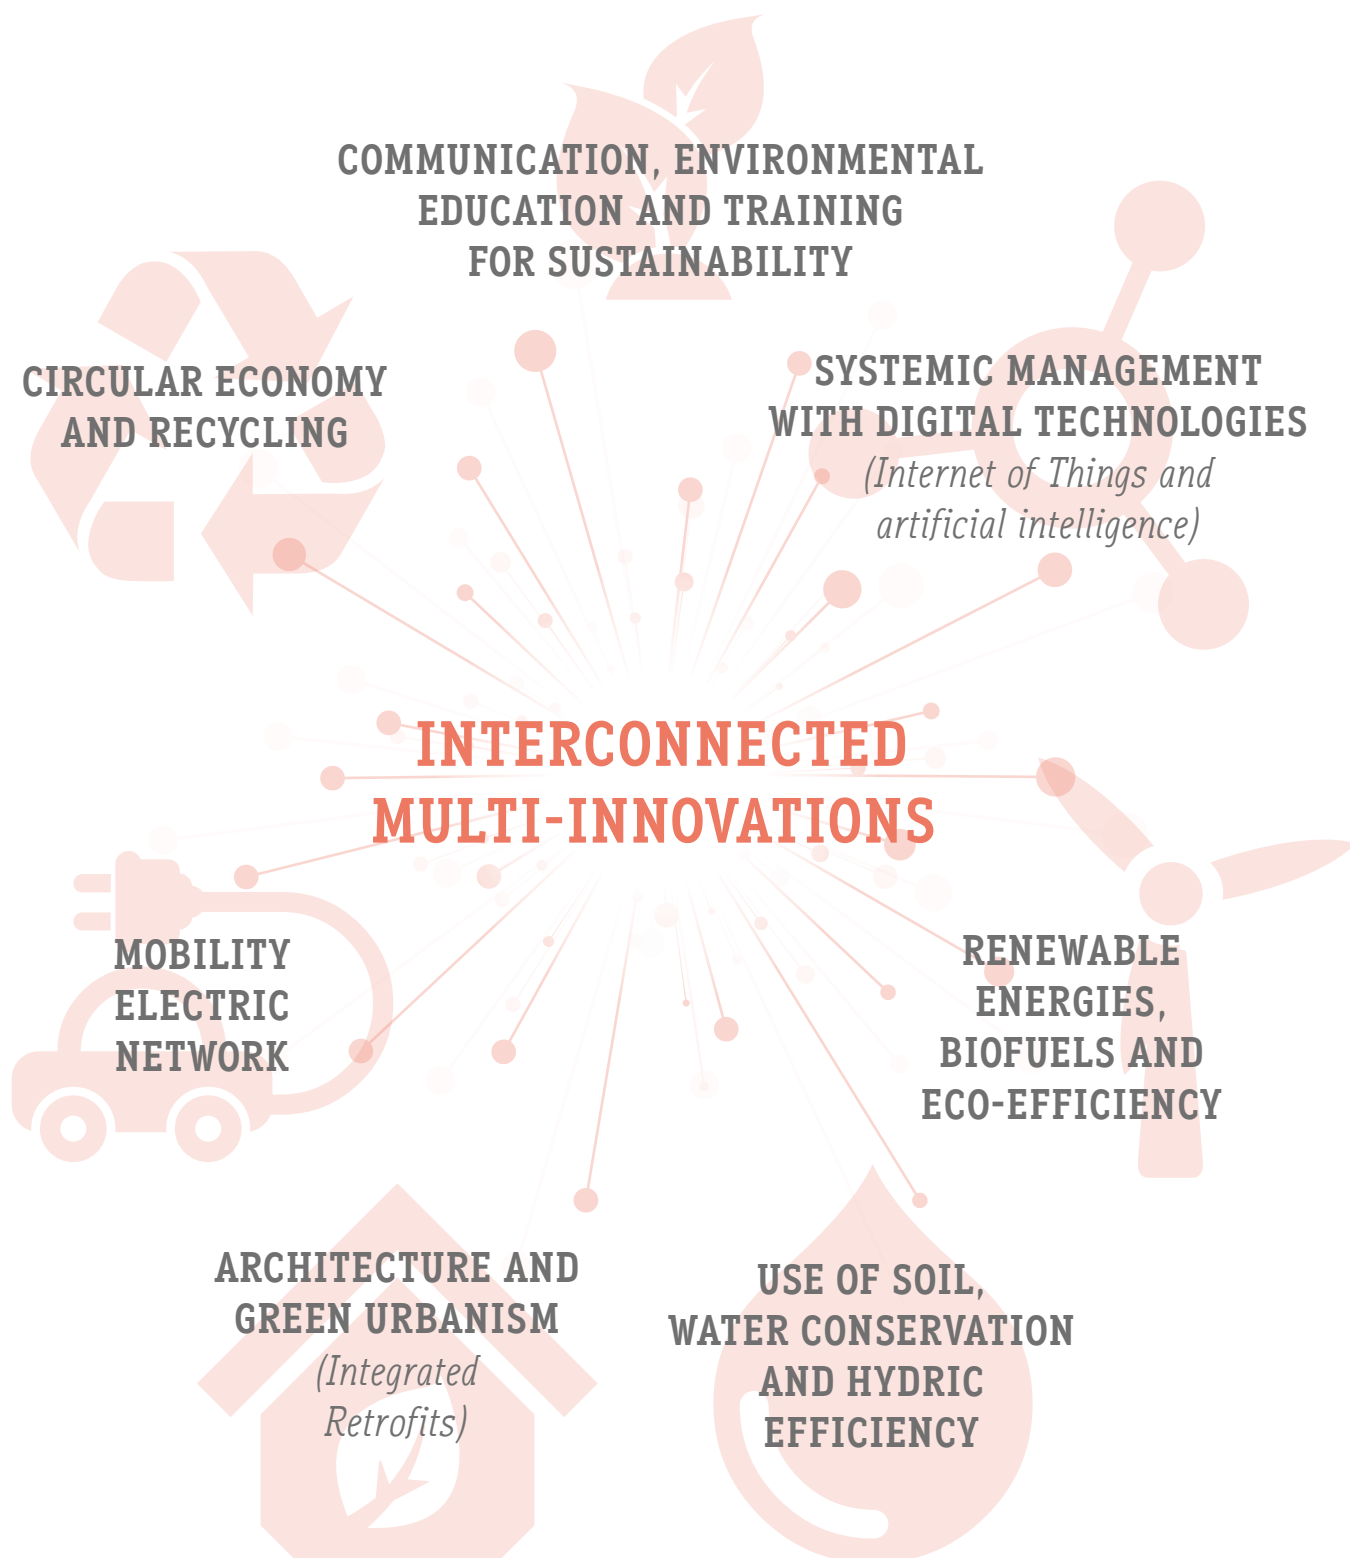 COMMUNICATION, ENVIRONMENTAL
EDUCATION AND TRAINING
FOR SUSTAINABILITY
CIRCULAR ECONOMY
AND RECYCLING
SYSTEMIC MANAGEMENT
WITH DIGITAL TECHNOLOGIES
(Internet of Things and
artificial intelligence)
INTERCONNECTED
MULTI-INNOVATIONS
MOBILITY
ELECTRIC
NETWORK
RENEWABLE
ENERGIES,
BIOFUELS AND
ECO-EFFICIENCY
ARCHITECTURE AND
GREEN URBANISM
(Integrated
Retrofits)
USE OF SOIL,
WATER CONSERVATION
AND HYDRIC
EFFICIENCY